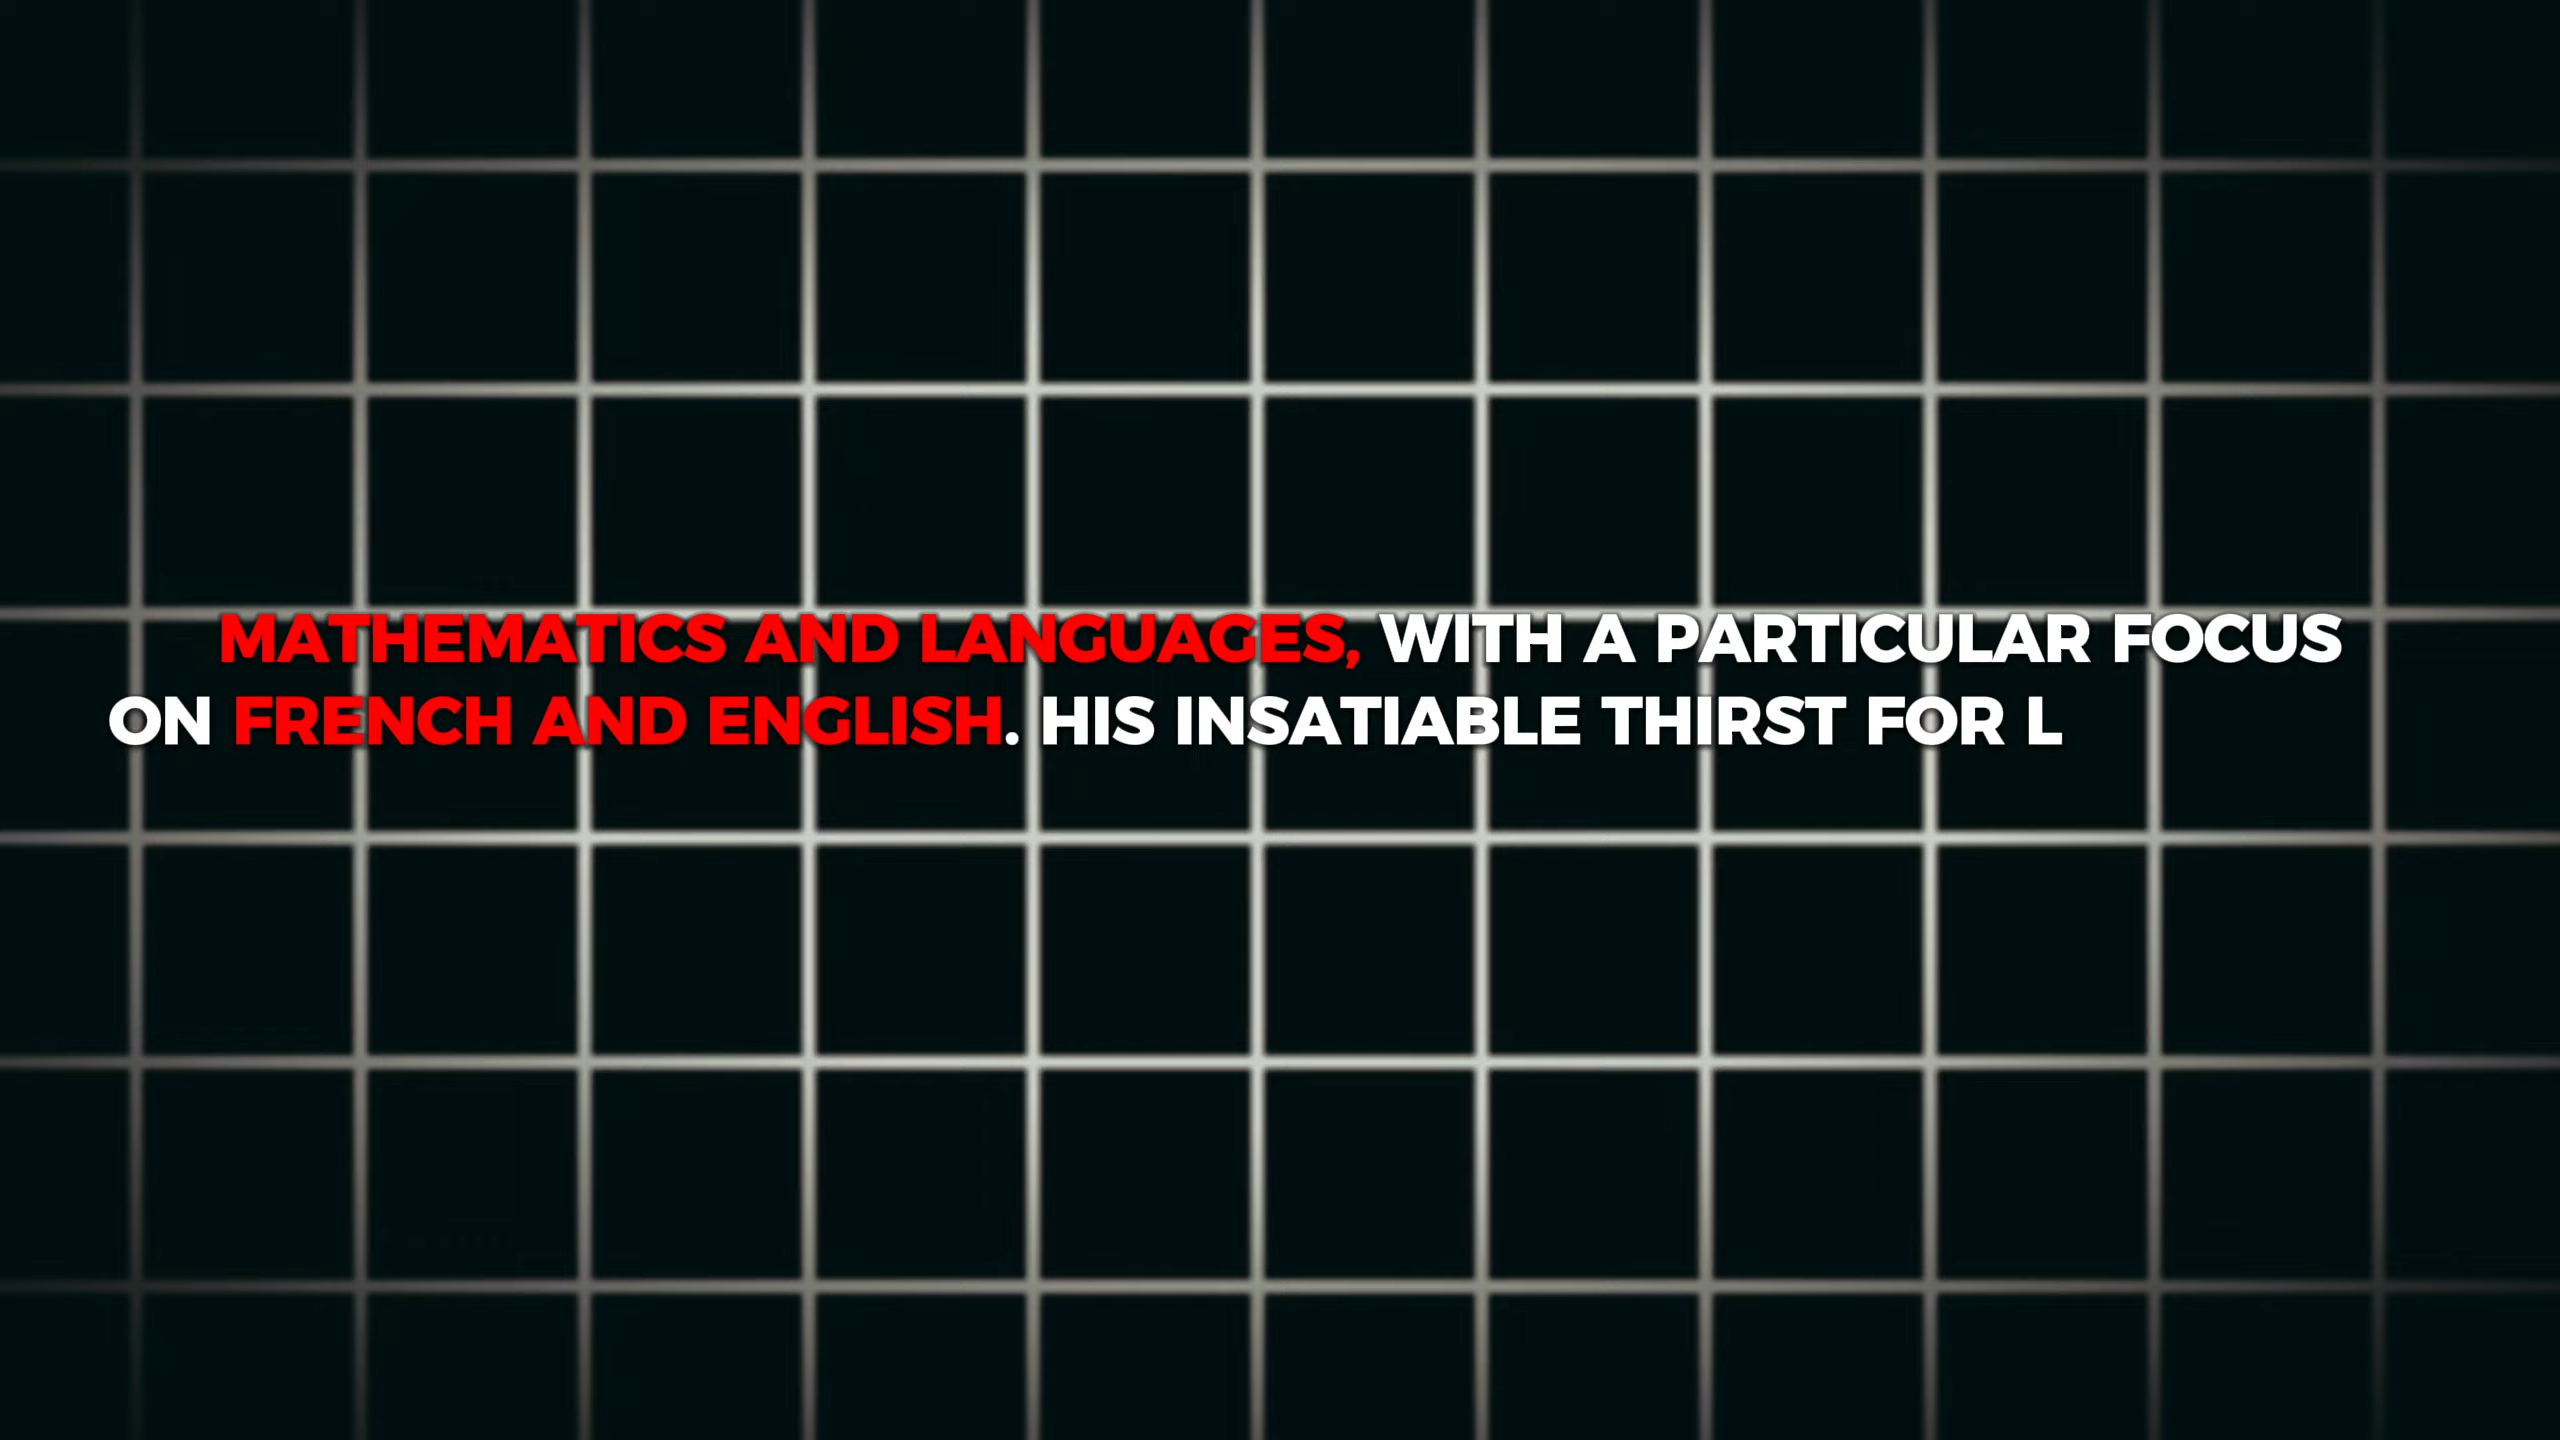 MATHEMATICS AND LANGUAGES, WITH A PARTICULAR FOCUS
ON FRENCH AND ENGLISH. HIS INSATIABLE THIRST FOR L